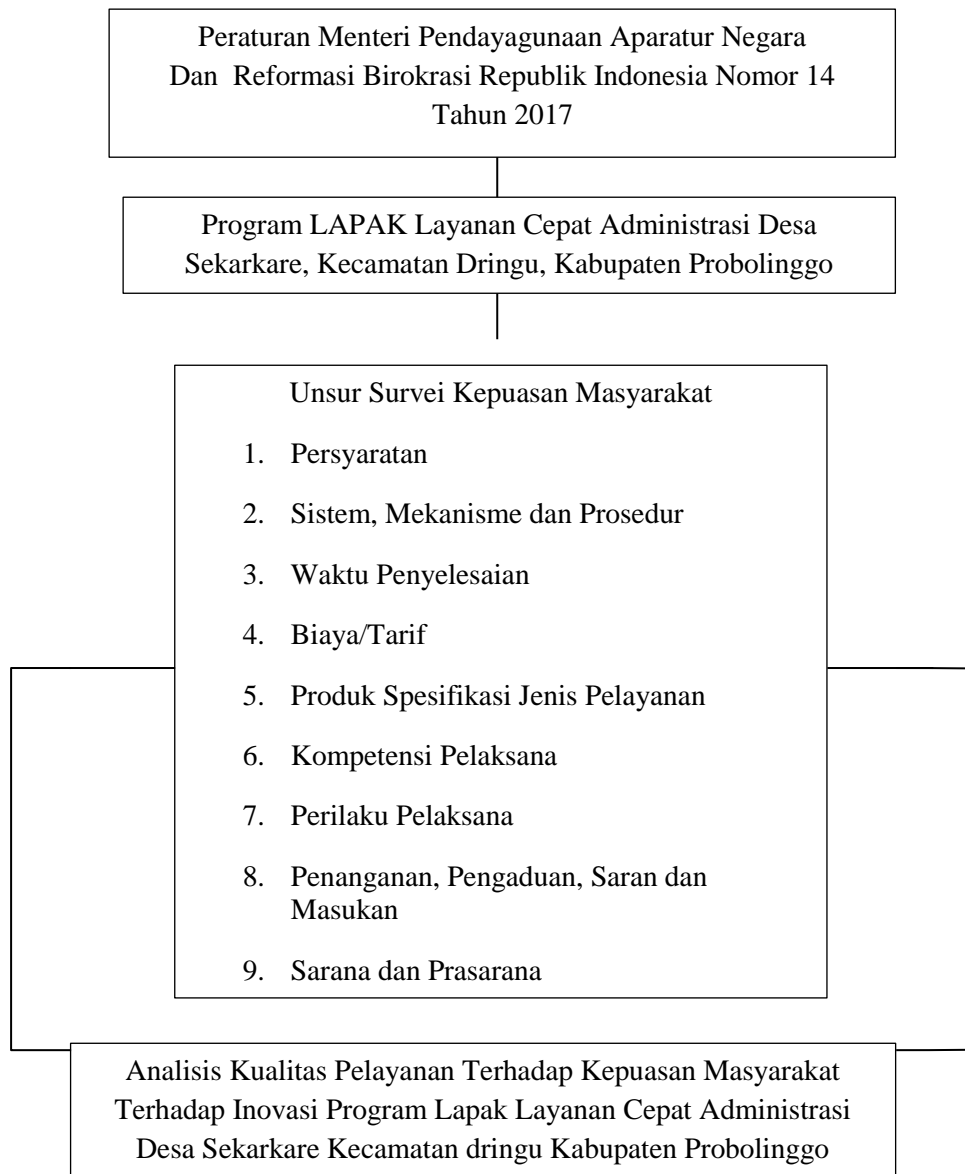 Peraturan Menteri Pendayagunaan Aparatur Negara
Dan Reformasi Birokrasi Republik Indonesia Nomor 14
Tahun 2017
Program LAPAK Layanan Cepat Administrasi Desa
Sekarkare, Kecamatan Dringu, Kabupaten Probolinggo
Unsur Survei Kepuasan Masyarakat
1. Persyaratan
2. Sistem, Mekanisme dan Prosedur
3. Waktu Penyelesaian
4. Biaya/Tarif
5. Produk Spesifikasi Jenis Pelayanan
6. Kompetensi Pelaksana
7. Perilaku Pelaksana
8. Penanganan, Pengaduan, Saran dan
Masukan
9. Sarana dan Prasarana
Analisis Kualitas Pelayanan Terhadap Kepuasan Masyarakat
Terhadap Inovasi Program Lapak Layanan Cepat Administrasi
Desa Sekarkare Kecamatan dringu Kabupaten Probolinggo